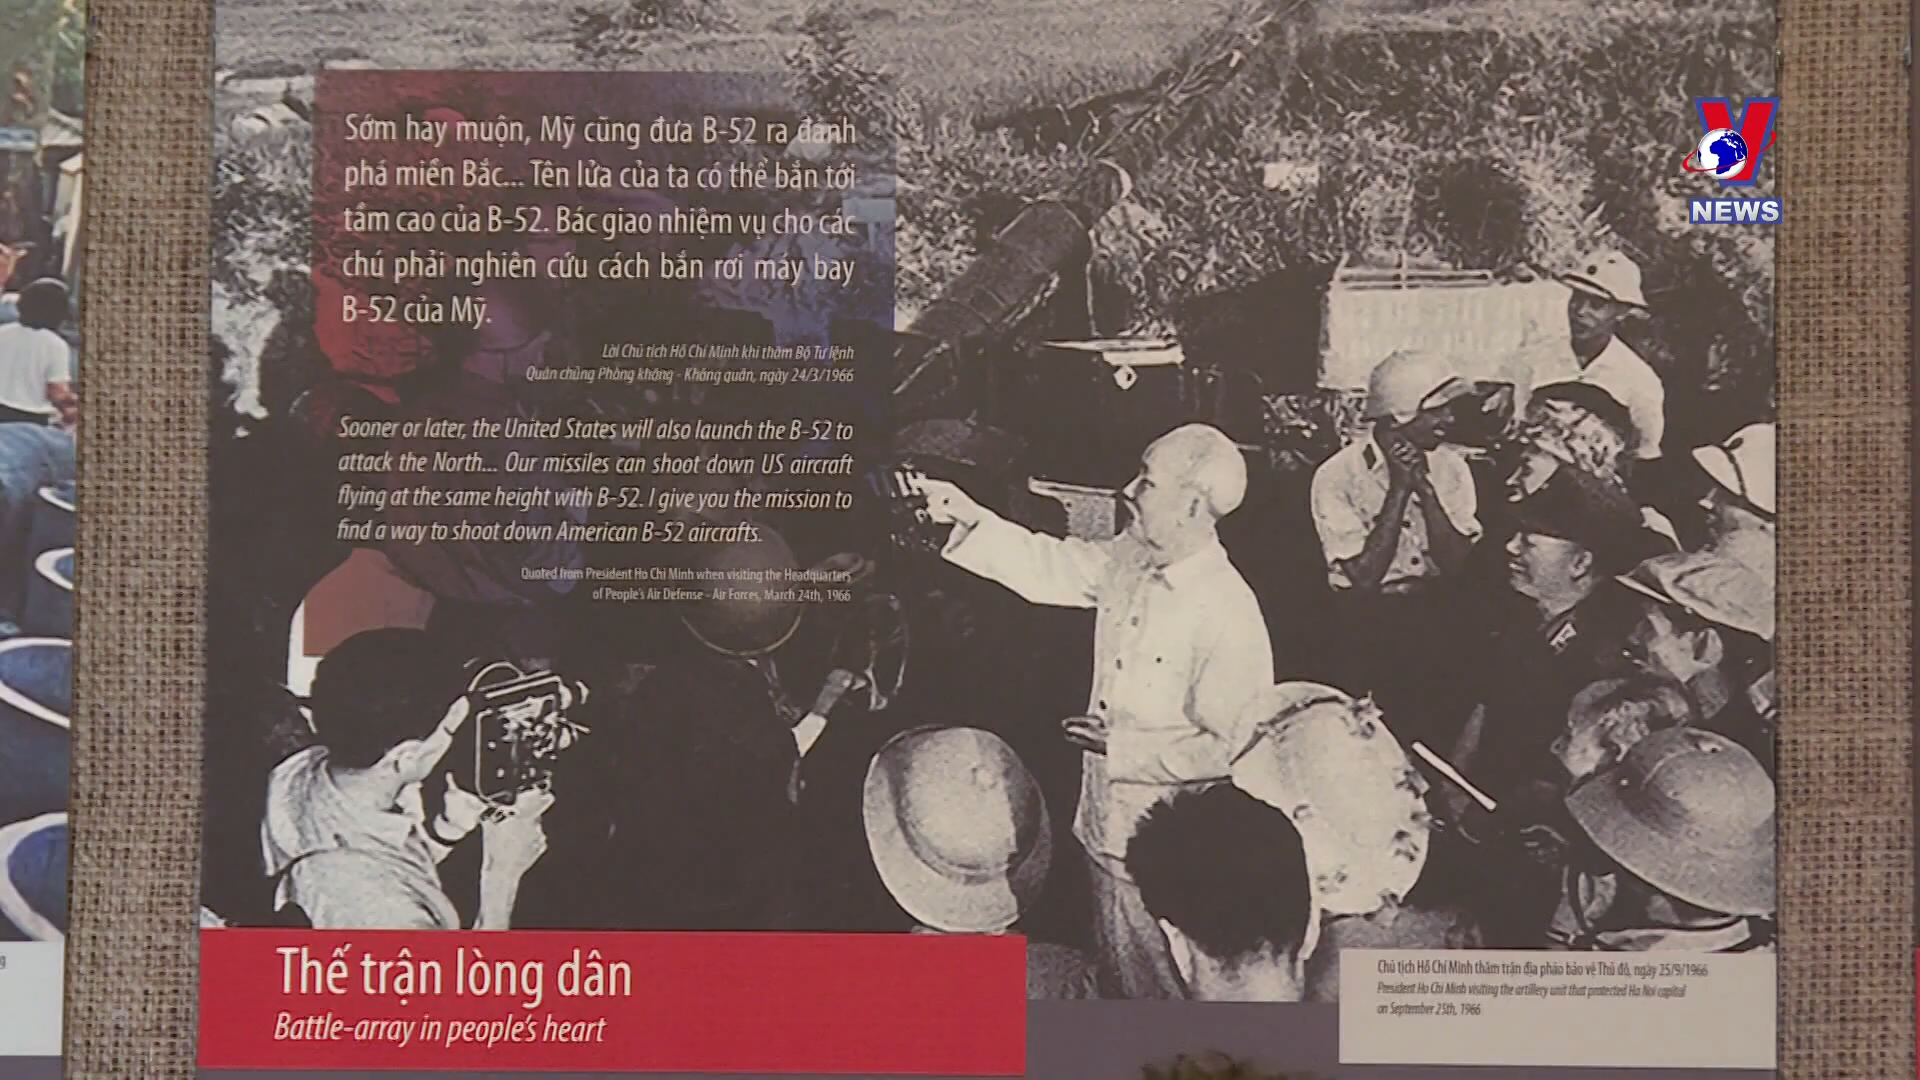 Sớm hay muộn, Mỹ cũng đưa B-52 ra đánh
phá miền Bắc... Tên lửa của ta có thể bắn tới
tầm cao của B-52. Bác giao nhiệm vụ cho các
chú phải nghiên cứu cách bắn rơi máy bay
B-52 của Mỹ.
Lời Chủ tịch Hồ Chí Minh khi thăm Bộ Tư lệnh
Quân chủng Phòng không - Không quân, ngày 24/3/1966
Sooner or later, the United States will also launch the B-52 to
attack the North... Our missiles can shoot down US aircraft
flying at the same height with B-52. I give you the mission to
find a way to shoot down American B-52 aircrafts.
Quoted from President Ho Chi Minh when visiting the Headquarters
of People's Air Defense - Air Forces, March 24th, 1966
V
NEWS
Thế trận lòng dân
Battle-array in people's heart
Chủ tịch Hồ Chí Minh thăm trận địa pháo bảo vệ Thủ đô, ngày 25/9/1966
President Ho Chi Minh visiting the artillery unit that protected Ha Noi capital
on September 25th, 1966